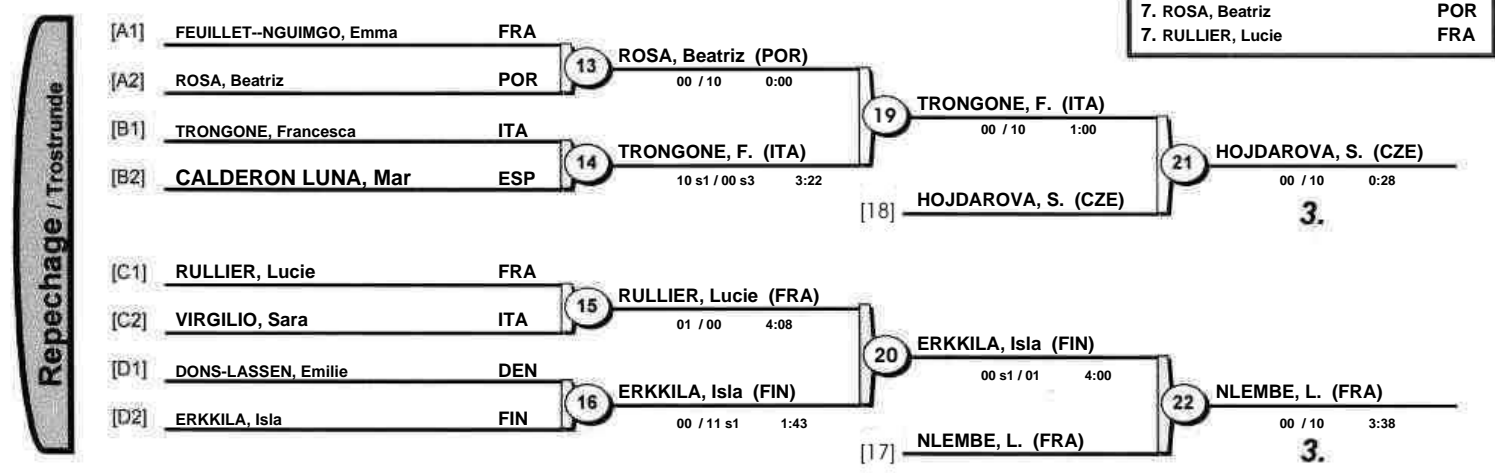 7. ROSA, Beatriz POR
7. RULLIER, Lucie FRA
Repechage / Trostrunde
[A1] FEUILLET--NGUIMGO, Emma FRA
13 ROSA, Beatriz (POR)
00 / 10 0:00
[A2] ROSA, Beatriz POR
19 TRONGONE, F. (ITA)
00 / 10 1:00
[B1] TRONGONE, Francesca ITA
14 TRONGONE, F. (ITA)
10 s1 / 00 s3 3:22
[B2] CALDERON LUNA, Mar ESP
21 HOJDAROVA, S. (CZE)
00 / 10 0:28
3.
[18] HOJDAROVA, S. (CZE)
[C1] RULLIER, Lucie FRA
15 RULLIER, Lucie (FRA)
01 / 00 4:08
[C2] VIRGILIO, Sara ITA
20 ERKKILA, Isla (FIN)
00 s1 / 01 4:00
[D1] DONS-LASSEN, Emilie DEN
16 ERKKILA, Isla (FIN)
00 / 11 s1 1:43
[D2] ERKKILA, Isla FIN
22 NLEMBE, L. (FRA)
00 / 10 3:38
3.
[17] NLEMBE, L. (FRA)